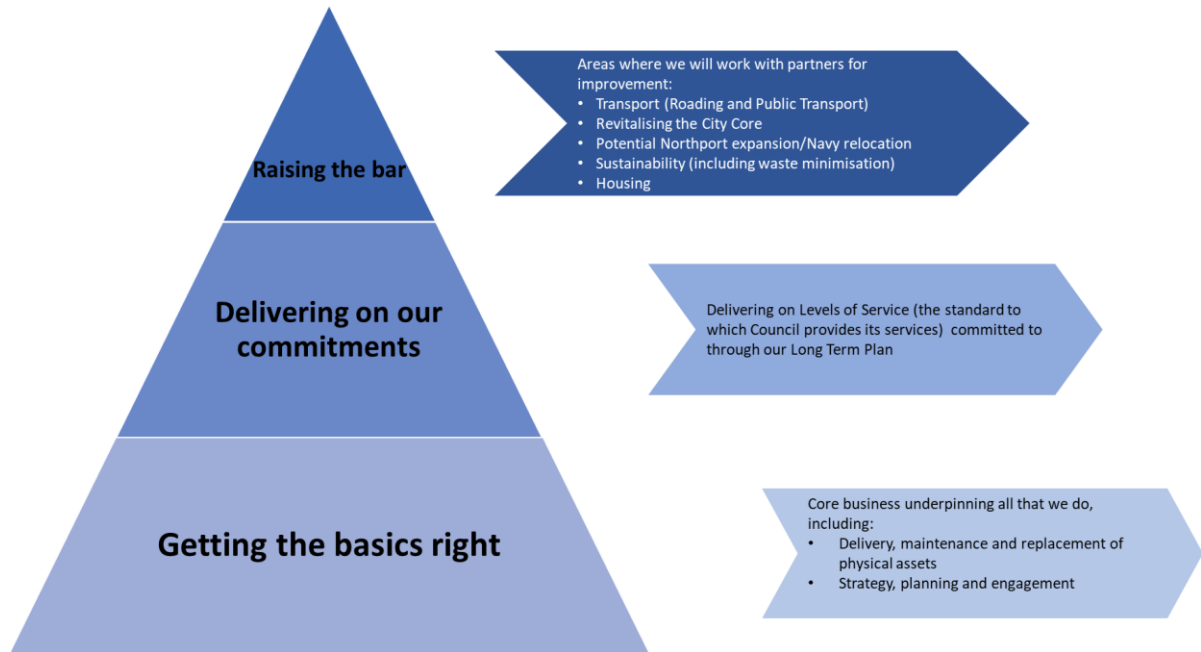 Raising the bar
Areas where we will work with partners for
improvement:
• Transport (Roading and Public Transport)
• Revitalising the City Core
• Potential Northport expansion/Navy relocation
• Sustainability (including waste minimisation)
• Housing
Delivering on our
commitments
Delivering on Levels of Service (the standard to
which Council provides its services)  committed to
through our Long Term Plan
Getting the basics right
Core business underpinning all that we do,
including:
• Delivery, maintenance and replacement of
physical assets
• Strategy, planning and engagement